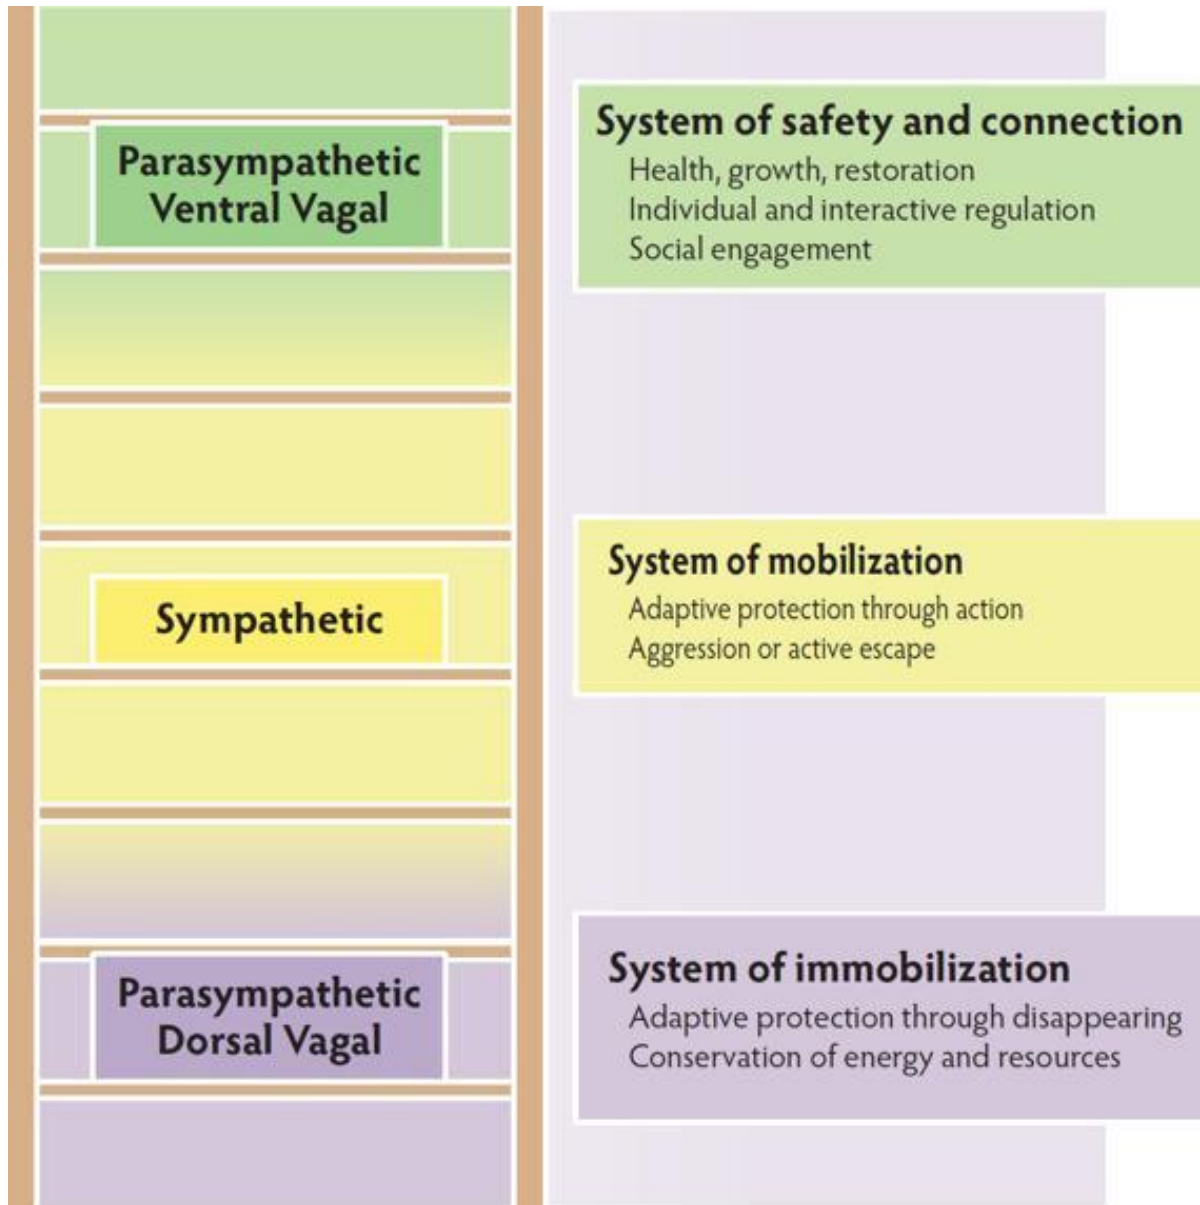 Parasympathetic
Ventral Vagal
System of safety and connection
Health, growth, restoration
Individual and interactive regulation
Social engagement
Sympathetic
System of mobilization
Adaptive protection through action
Aggression or active escape
Parasympathetic
Dorsal Vagal
System of immobilization
Adaptive protection through disappearing
Conservation of energy and resources